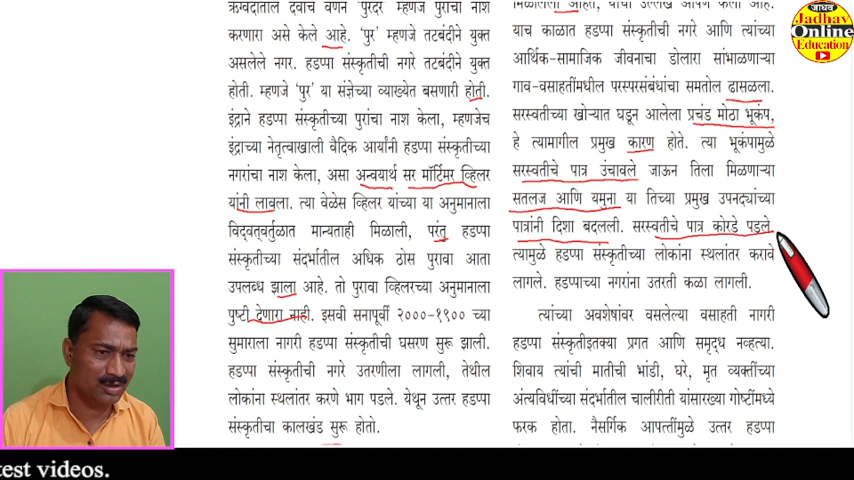 ऋग्वेदातील देवाचे वर्णन 'पुरंदर' म्हणजे पुरांचा नाश
करणारा असे केले आहे. 'पुर' म्हणजे तटबंदीने युक्त
असलेले नगर. हडप्पा संस्कृतीची नगरे तटबंदीने युक्त
होती. म्हणजे 'पुर' या संज्ञेच्या व्याख्येत बसणारी होती.
इंद्राने हडप्पा संस्कृतीच्या पुरांचा नाश केला, म्हणजेच
इंद्राच्या नेतृत्वाखाली वैदिक आर्यांनी हडप्पा संस्कृतीच्या
नगरांचा नाश केला, असा अन्वयार्थ सर मॉर्टिमर व्हिलर
यांनी लावला. त्या वेळेस व्हिलर यांच्या या अनुमानाला
विद्वत्‌वर्तुळात मान्यताही मिळाली, परंतु हडप्पा
संस्कृतीच्या संदर्भातील अधिक ठोस पुरावा आता
उपलब्ध झाला आहे. तो पुरावा व्हिलरच्या अनुमानाला
पुष्टी देणारा नाही. इसवी सनापूर्वी २०००-१९०० च्या
सुमाराला नागरी हडप्पा संस्कृतीची घसरण सुरू झाली.
हडप्पा संस्कृतीची नगरे उतरणीला लागली, तेथील
लोकांना स्थलांतर करणे भाग पडले. येथून उत्तर हडप्पा
संस्कृतीचा कालखंड सुरू होतो.
मिळालेली आहेत, याचा उल्लेख आपण केला आहे.
याच काळात हडप्पा संस्कृतीची नगरे आणि त्यांच्या
आर्थिक-सामाजिक जीवनाचा डोलारा सांभाळणाऱ्या
गाव-वसाहतींमधील परस्परसंबंधांचा समतोल ढासळला.
सरस्वतीच्या खोऱ्यात घडून आलेला प्रचंड मोठा भूकंप,
हे त्यामागील प्रमुख कारण होते. त्या भूकंपामुळे
सरस्वतीचे पात्र उंचावले जाऊन तिला मिळणाऱ्या
सतलज आणि यमुना या तिच्या प्रमुख उपनद्यांच्या
पात्रांनी दिशा बदलली. सरस्वतीचे पात्र कोरडे पडले
त्यामुळे हडप्पा संस्कृतीच्या लोकांना स्थलांतर करावे
लागले. हडप्पाच्या नगरांना उतरती कळा लागली.
त्यांच्या अवशेषांवर वसलेल्या वसाहती नागरी
हडप्पा संस्कृतीइतक्या प्रगत आणि समृद्ध नव्हत्या.
शिवाय त्यांची मातीची भांडी, घरे, मृत व्यक्तींच्या
अंत्यविधींच्या संदर्भातील चालीरीती यांसारख्या गोष्टींमध्ये
फरक होता. नैसर्गिक आपत्तींमुळे उत्तर हडप्पा
जाधव
Jadhav
Online
Education
test videos.